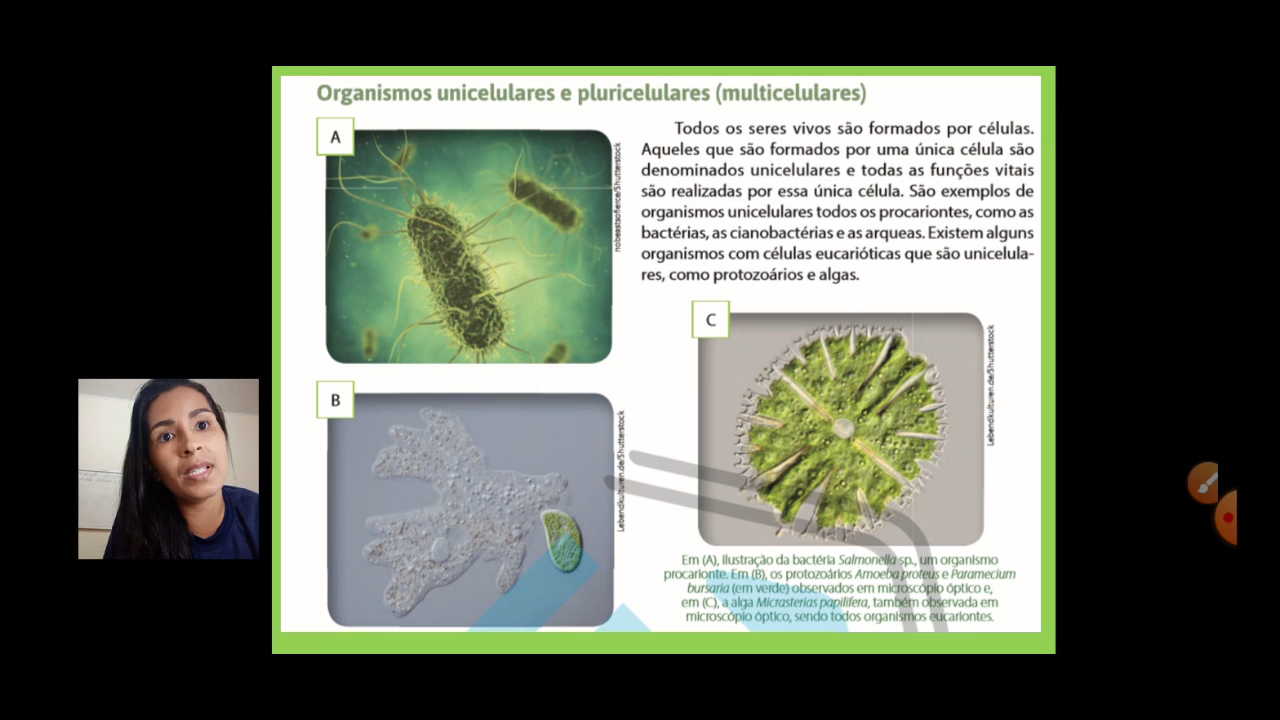 Organismos unicelulares e pluricelulares (multicelulares)
A
nobeastsofierce/Shutterstock
Todos os seres vivos são formados por células.
Aqueles que são formados por uma única célula são
denominados unicelulares e todas as funções vitais
são realizadas por essa única célula. São exemplos de
organismos unicelulares todos os procariontes, como as
bactérias, as cianobactérias e as arqueas. Existem alguns
organismos com células eucarióticas que são unicelula-
res, como protozoários e algas.
B
Lebendkulturen.de/Shutterstock
C
Lebendkulturen.de/Shutterstock
Em (A), ilustração da bactéria Salmonella sp., um organismo
procarionte. Em (B), os protozoários Amoeba proteus e Paramecium
bursaria (em verde) observados em microscópio óptico e,
em (C), a alga Micrasterias papilifera, também observada em
microscópio óptico, sendo todos organismos eucariontes.